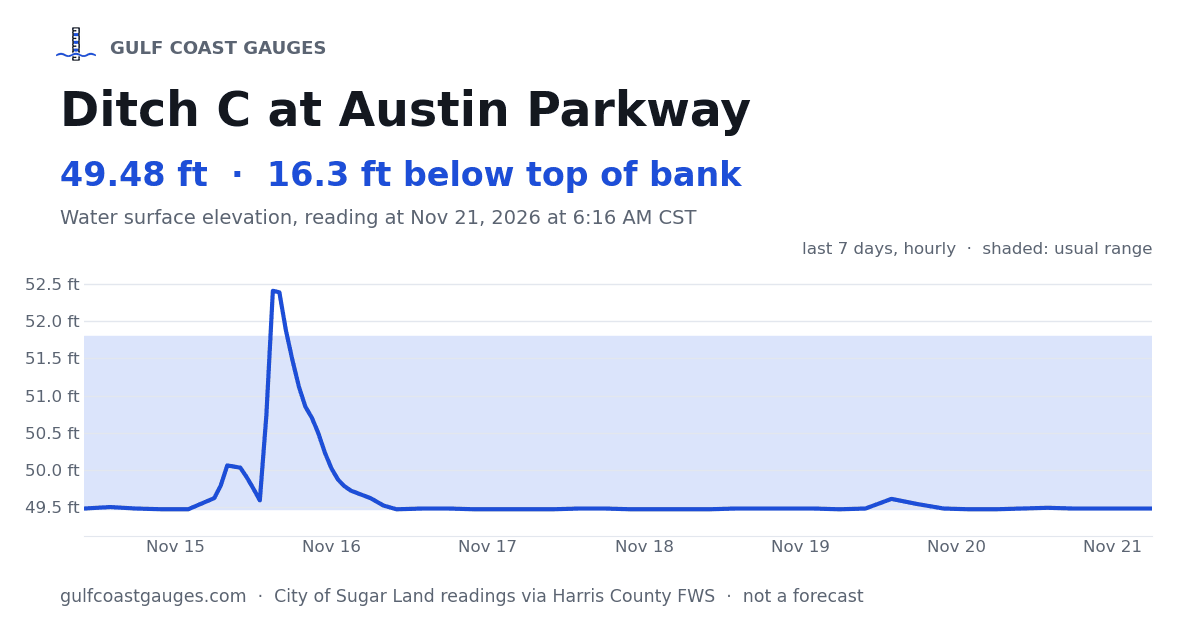 GULF COAST GAUGES
Ditch C at Austin Parkway
49.48 ft · 16.3 ft below top of bank
Water surface elevation, reading at Nov 21, 2026 at 6:16 AM CST
last 7 days, hourly · shaded: usual range
52.5 ft
52.0 ft
51.5 ft
51.0 ft
50.5 ft
50.0 ft
49.5 ft
Nov 15 Nov 16 Nov 17 Nov 18 Nov 19 Nov 20 Nov 21
gulfcoastgauges.com · City of Sugar Land readings via Harris County FWS · not a forecast